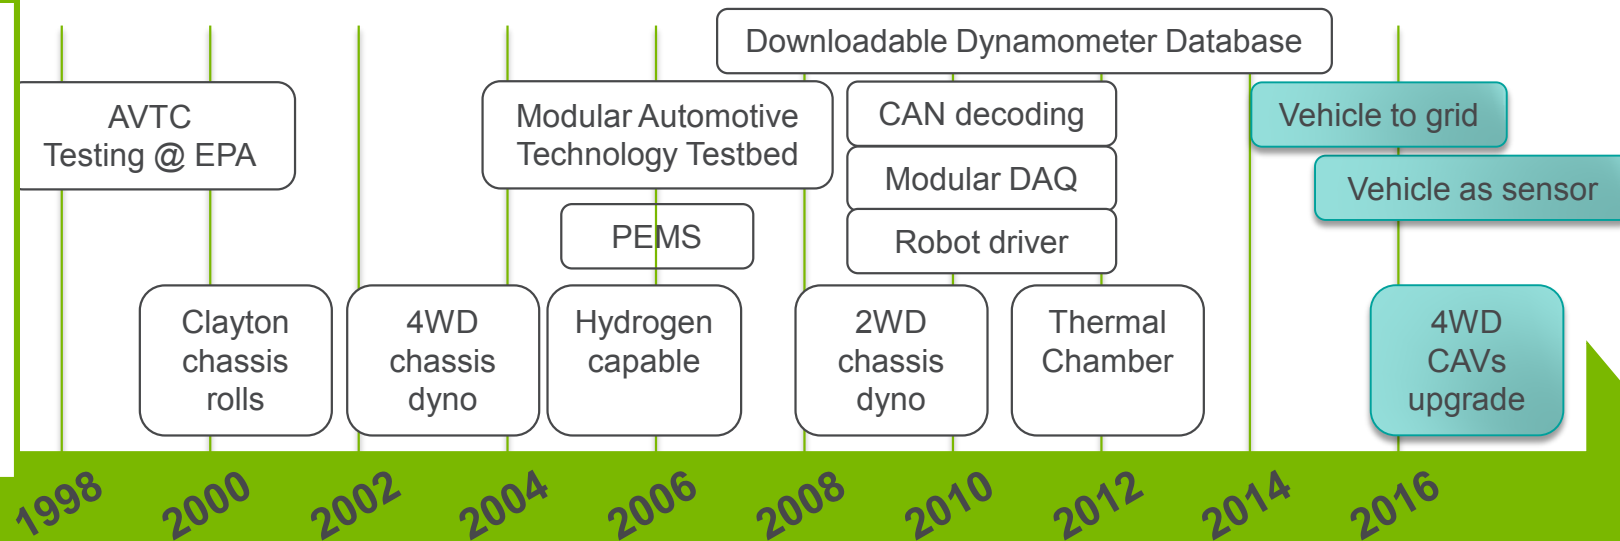 Downloadable Dynamometer Database
AVTC
Testing @ EPA
Modular Automotive
Technology Testbed
CAN decoding
Vehicle to grid
Modular DAQ
Vehicle as sensor
PEMS
Robot driver
Clayton
chassis
rolls
4WD
chassis
dyno
Hydrogen
capable
2WD
chassis
dyno
Thermal
Chamber
4WD
CAVs
upgrade
1998
2000
2002
2004
2006
2008
2010
2012
2014
2016